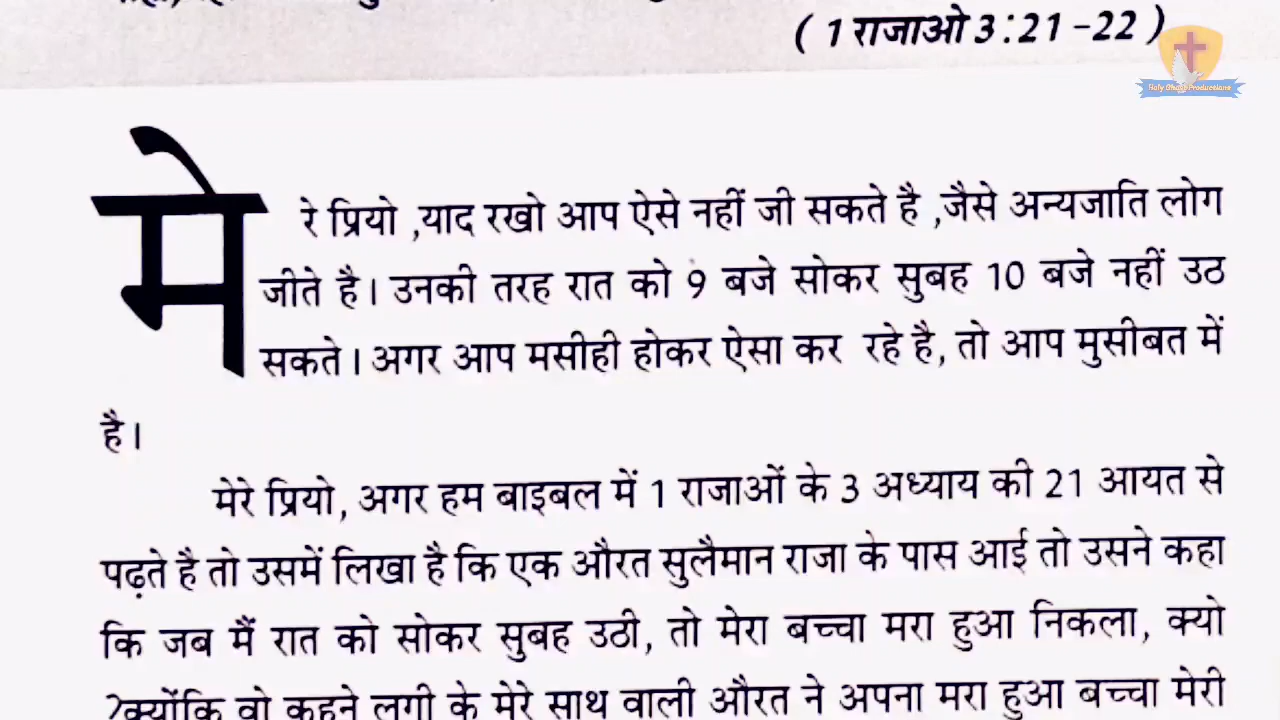 ( 1 राजाओ 3:21 -22 )
Holy Ghost Productions
मेरे प्रियो ,याद रखो आप ऐसे नहीं जी सकते है ,जैसे अन्यजाति लोग
जीते है। उनकी तरह रात को 9 बजे सोकर सुबह 10 बजे नहीं उठ
सकते। अगर आप मसीही होकर ऐसा कर रहे है, तो आप मुसीबत में
है।
मेरे प्रियो, अगर हम बाइबल में 1 राजाओं के 3 अध्याय की 21 आयत से
पढ़ते है तो उसमें लिखा है कि एक औरत सुलैमान राजा के पास आई तो उसने कहा
कि जब मैं रात को सोकर सुबह उठी, तो मेरा बच्चा मरा हुआ निकला, क्यो
?क्योंकि वो कहने लगी के मेरे साथ वाली औरत ने अपना मरा हुआ बच्चा मेरी